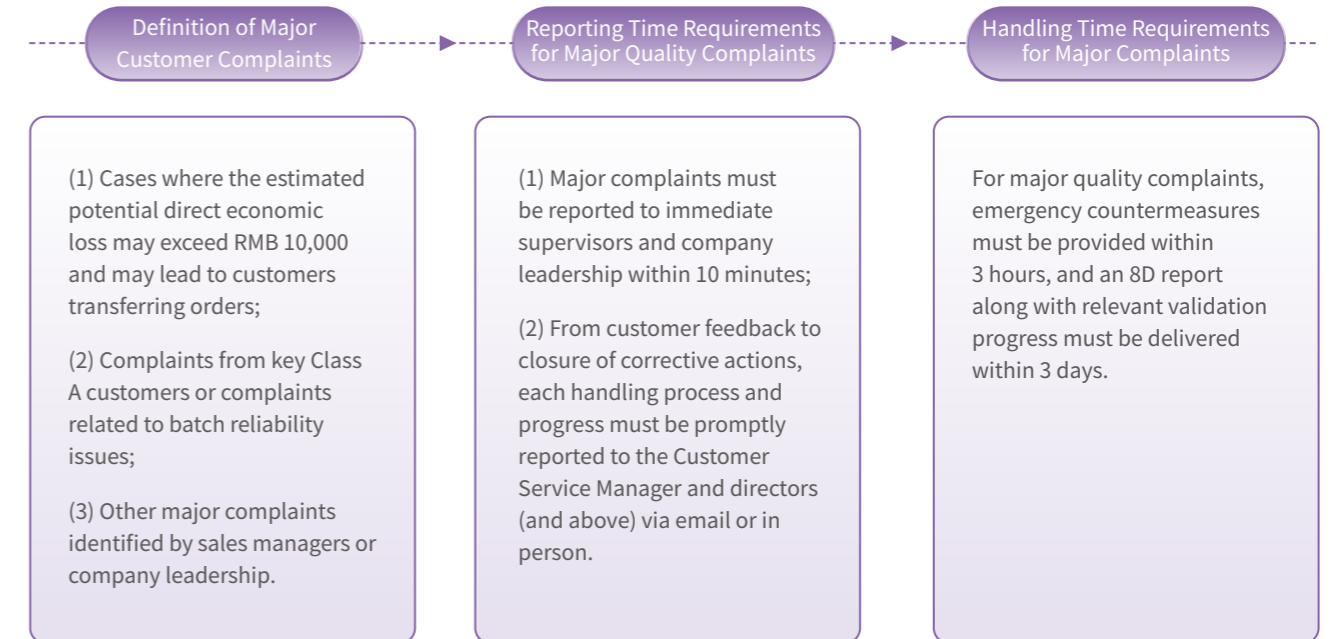 Definition of Major
Customer Complaints
Reporting Time Requirements
for Major Quality Complaints
Handling Time Requirements
for Major Complaints
(1) Cases where the estimated
potential direct economic
loss may exceed RMB 10,000
and may lead to customers
transferring orders;
(2) Complaints from key Class
A customers or complaints
related to batch reliability
issues;
(3) Other major complaints
identified by sales managers or
company leadership.
(1) Major complaints must
be reported to immediate
supervisors and company
leadership within 10 minutes;
(2) From customer feedback to
closure of corrective actions,
each handling process and
progress must be promptly
reported to the Customer
Service Manager and directors
(and above) via email or in
person.
For major quality complaints,
emergency countermeasures
must be provided within
3 hours, and an 8D report
along with relevant validation
progress must be delivered
within 3 days.